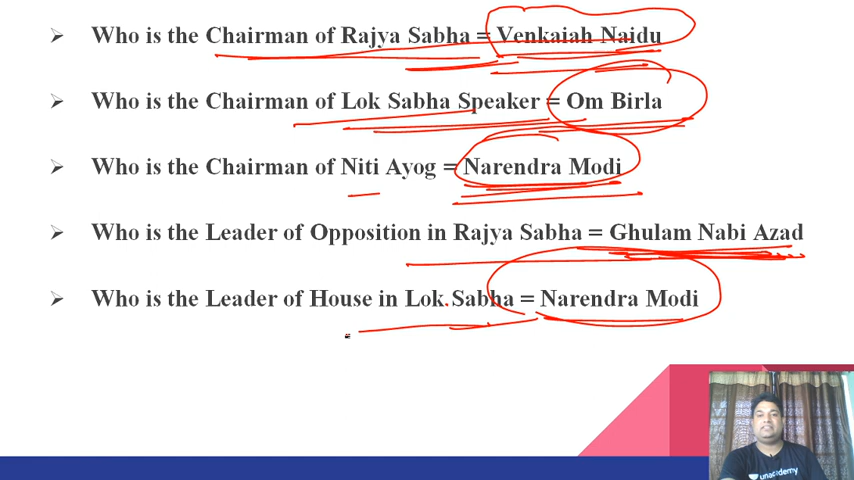 Who is the Chairman of Rajya Sabha = Venkaiah Naidu
Who is the Chairman of Lok Sabha Speaker = Om Birla
Who is the Chairman of Niti Ayog = Narendra Modi
Who is the Leader of Opposition in Rajya Sabha = Ghulam Nabi Azad
Who is the Leader of House in Lok Sabha = Narendra Modi
unacademy